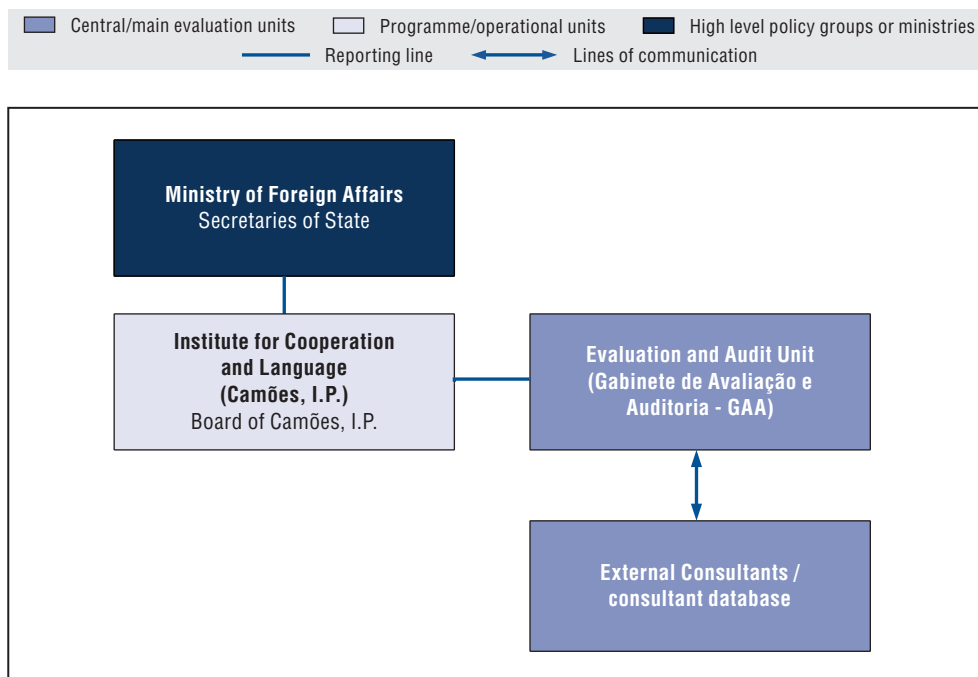 Central/main evaluation units Programme/operational units High level policy groups or ministries
Reporting line Lines of communication
Ministry of Foreign Affairs
Secretaries of State
Institute for Cooperation
and Language
(Camões, I.P.)
Board of Camões, I.P.
Evaluation and Audit Unit
(Gabinete de Avaliação e
Auditoria - GAA)
External Consultants /
consultant database